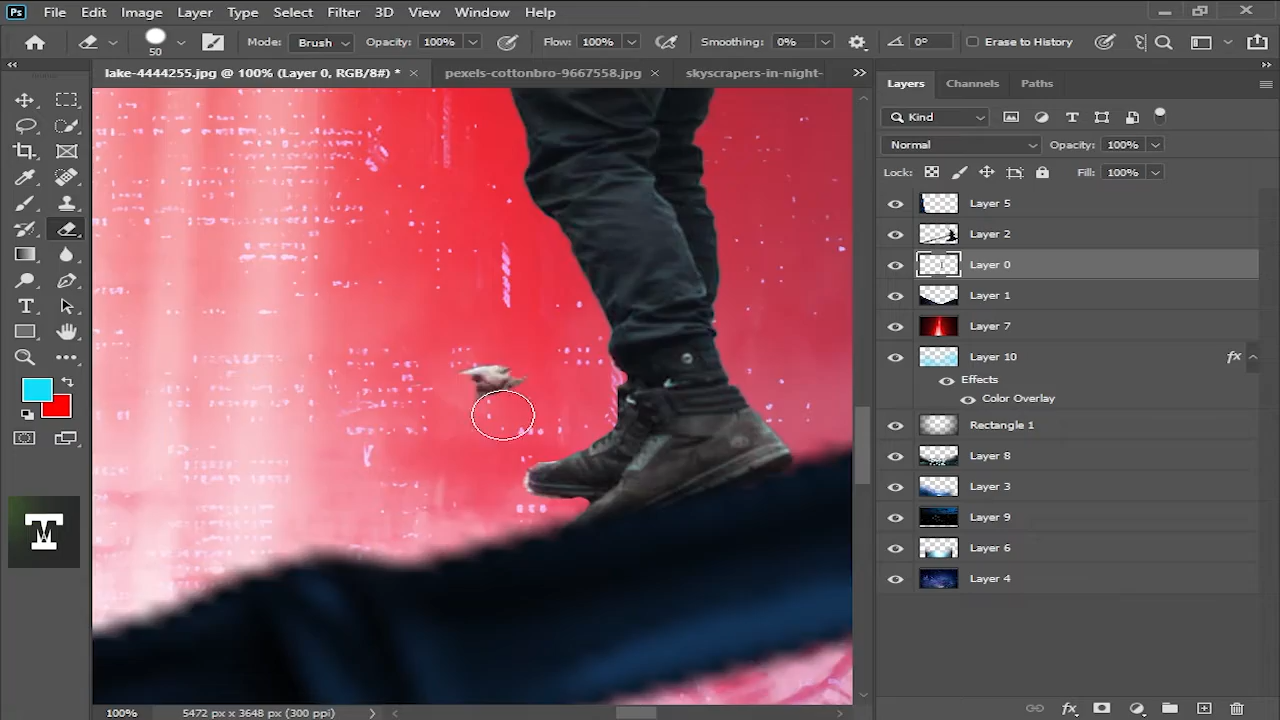 Ps File Edit Image Layer Type Select Filter 3D View Window Help
50 Mode: Brush Opacity: 100% Flow: 100% Smoothing: 0% 0° Erase to History
lake-4444255.jpg @ 100% (Layer 0, RGB/8#) * × pexels-cottonbro-9667558.jpg × skyscrapers-in-night-
Layers Channels Paths
Kind
Normal Opacity: 100%
Lock: Fill: 100%
Layer 5
Layer 2
Layer 0
Layer 1
Layer 7
Layer 10 fx
Effects
Color Overlay
Rectangle 1
Layer 8
Layer 3
Layer 9
Layer 6
Layer 4
100% 5472 px x 3648 px (300 ppi)